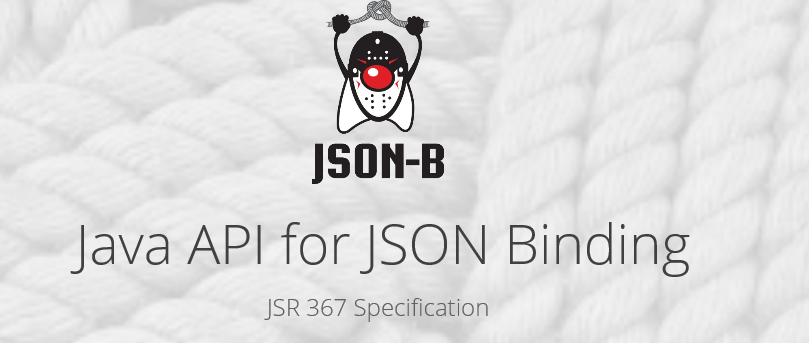 JSON-B
Java API for JSON Binding
JSR 367 Specification